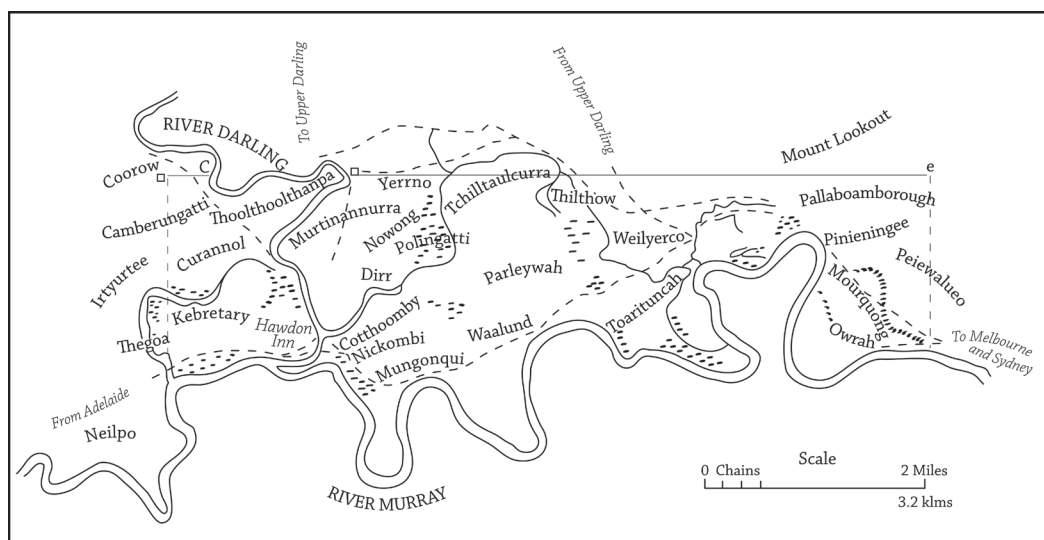 To Upper Darling
From Upper Darling
Mount Lookout
RIVER DARLING
Coorow
C
e
Yerrno
Tchilltaulcurra
Thoolthoolthanpa
Thilthow
Pallaboamborough
Camberungatti
Murtinannurra
Nowong
Polingatti
Weilyerco
Pinieningee
Curannol
Peiewalueo
Irtyurtee
Dirr
Parleywah
Mourquong
Toarituncah
Kebretary
Hawdon
Inn
Cotthoomby
Waalund
Owrah
Thegoa
Nickombi
To Melbourne
and Sydney
Mungonqui
From Adelaide
Neilpo
Scale
0 Chains 2 Miles
3.2 klms
RIVER MURRAY